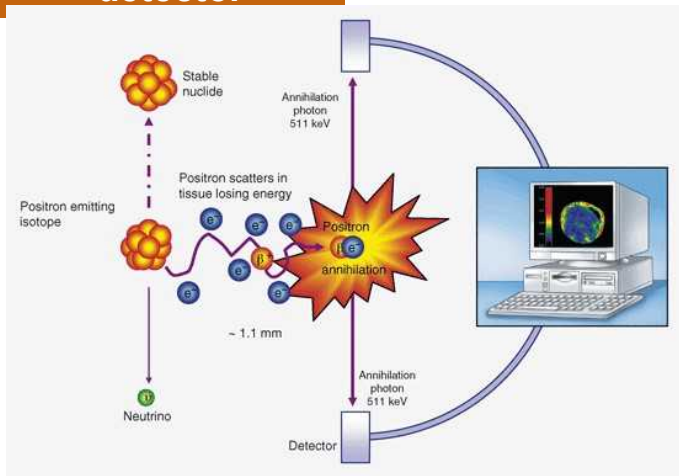 Stable
nuclide
Annihilation
photon
511 keV
Positron scatters in
tissue losing energy
Positron emitting
isotope
e-
e-
e-
Positron
β
e-
β+
e-
annihilation
e-
e-
~ 1.1 mm
Annihilation
photon
511 keV
Neutrino
Detector